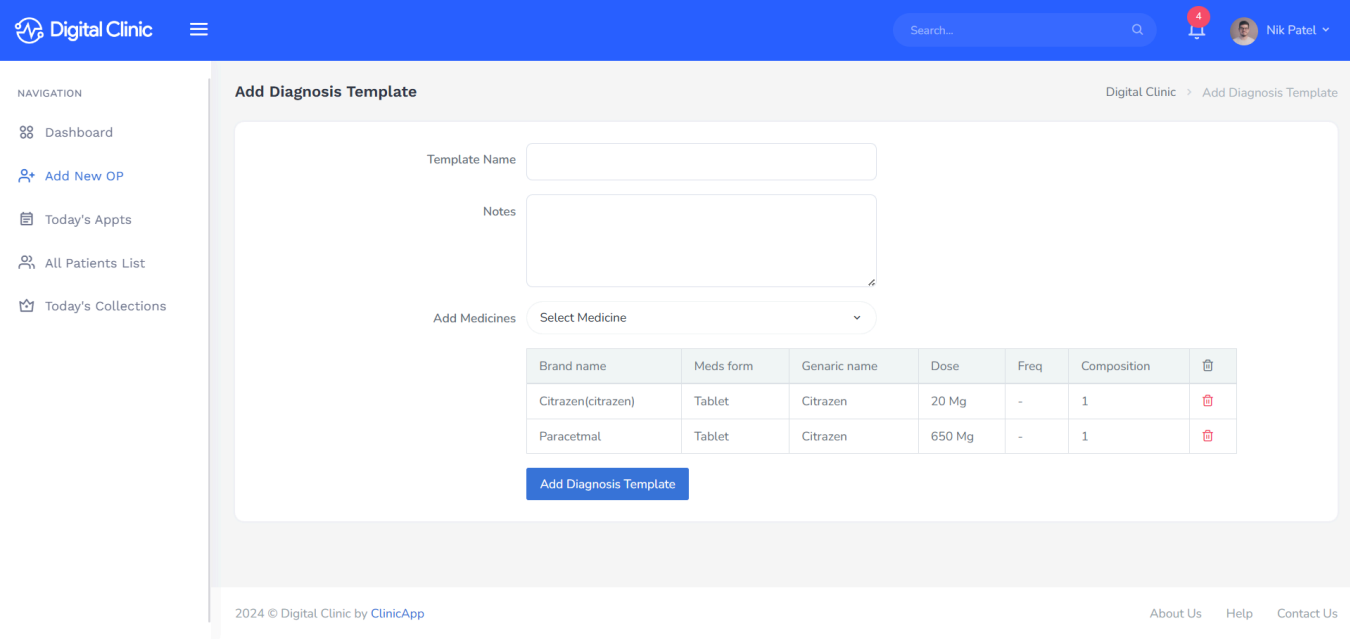 Digital Clinic
Search...
4
Nik Patel
NAVIGATION
Dashboard
Add New OP
Today's Appts
All Patients List
Today's Collections
Add Diagnosis Template
Digital Clinic > Add Diagnosis Template
Template Name
Notes
Add Medicines
Select Medicine
Brand name Meds form Genaric name Dose Freq Composition
Citrazen(citrazen) Tablet Citrazen 20 Mg - 1
Paracetmal Tablet Citrazen 650 Mg - 1
Add Diagnosis Template
2024 © Digital Clinic by ClinicApp
About Us Help Contact Us